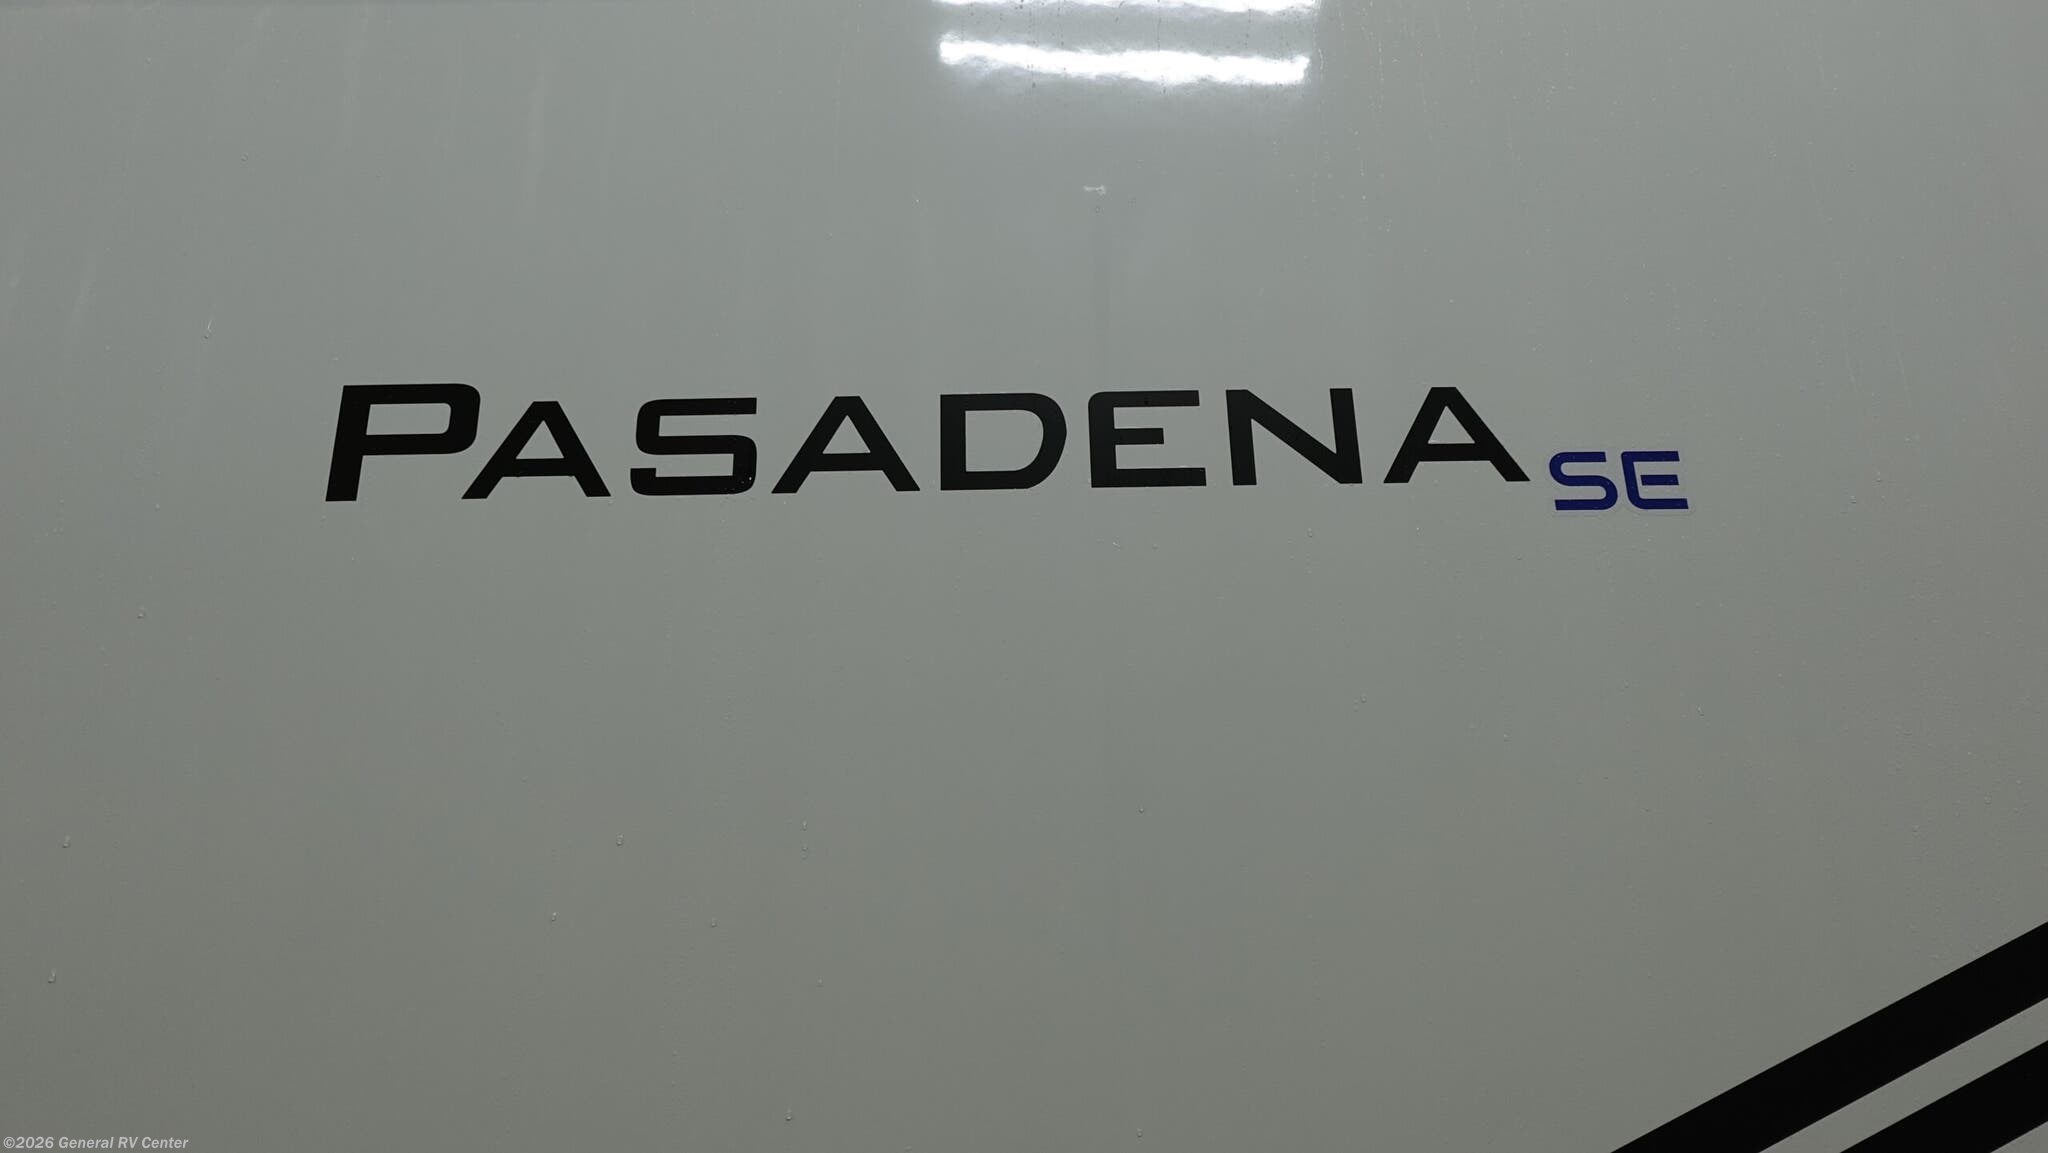 PASADENA SE
©2026 General RV Center